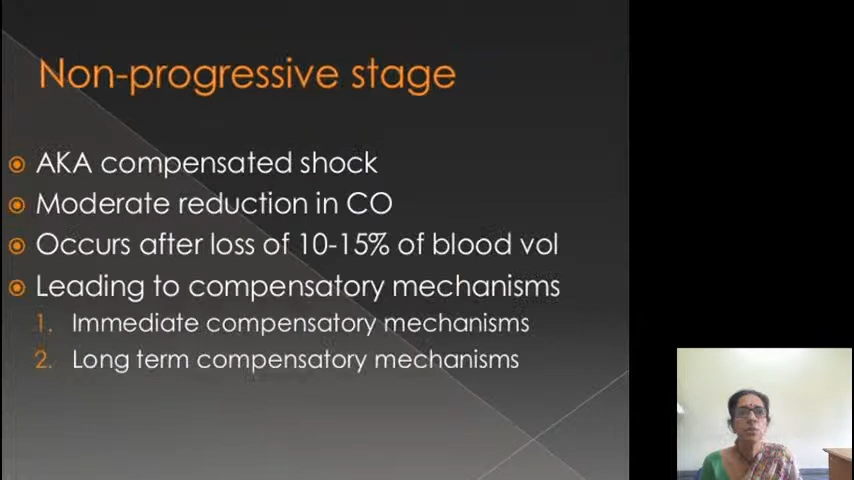 Non-progressive stage
AKA compensated shock
Moderate reduction in CO
Occurs after loss of 10-15% of blood vol
Leading to compensatory mechanisms
1. Immediate compensatory mechanisms
2. Long term compensatory mechanisms